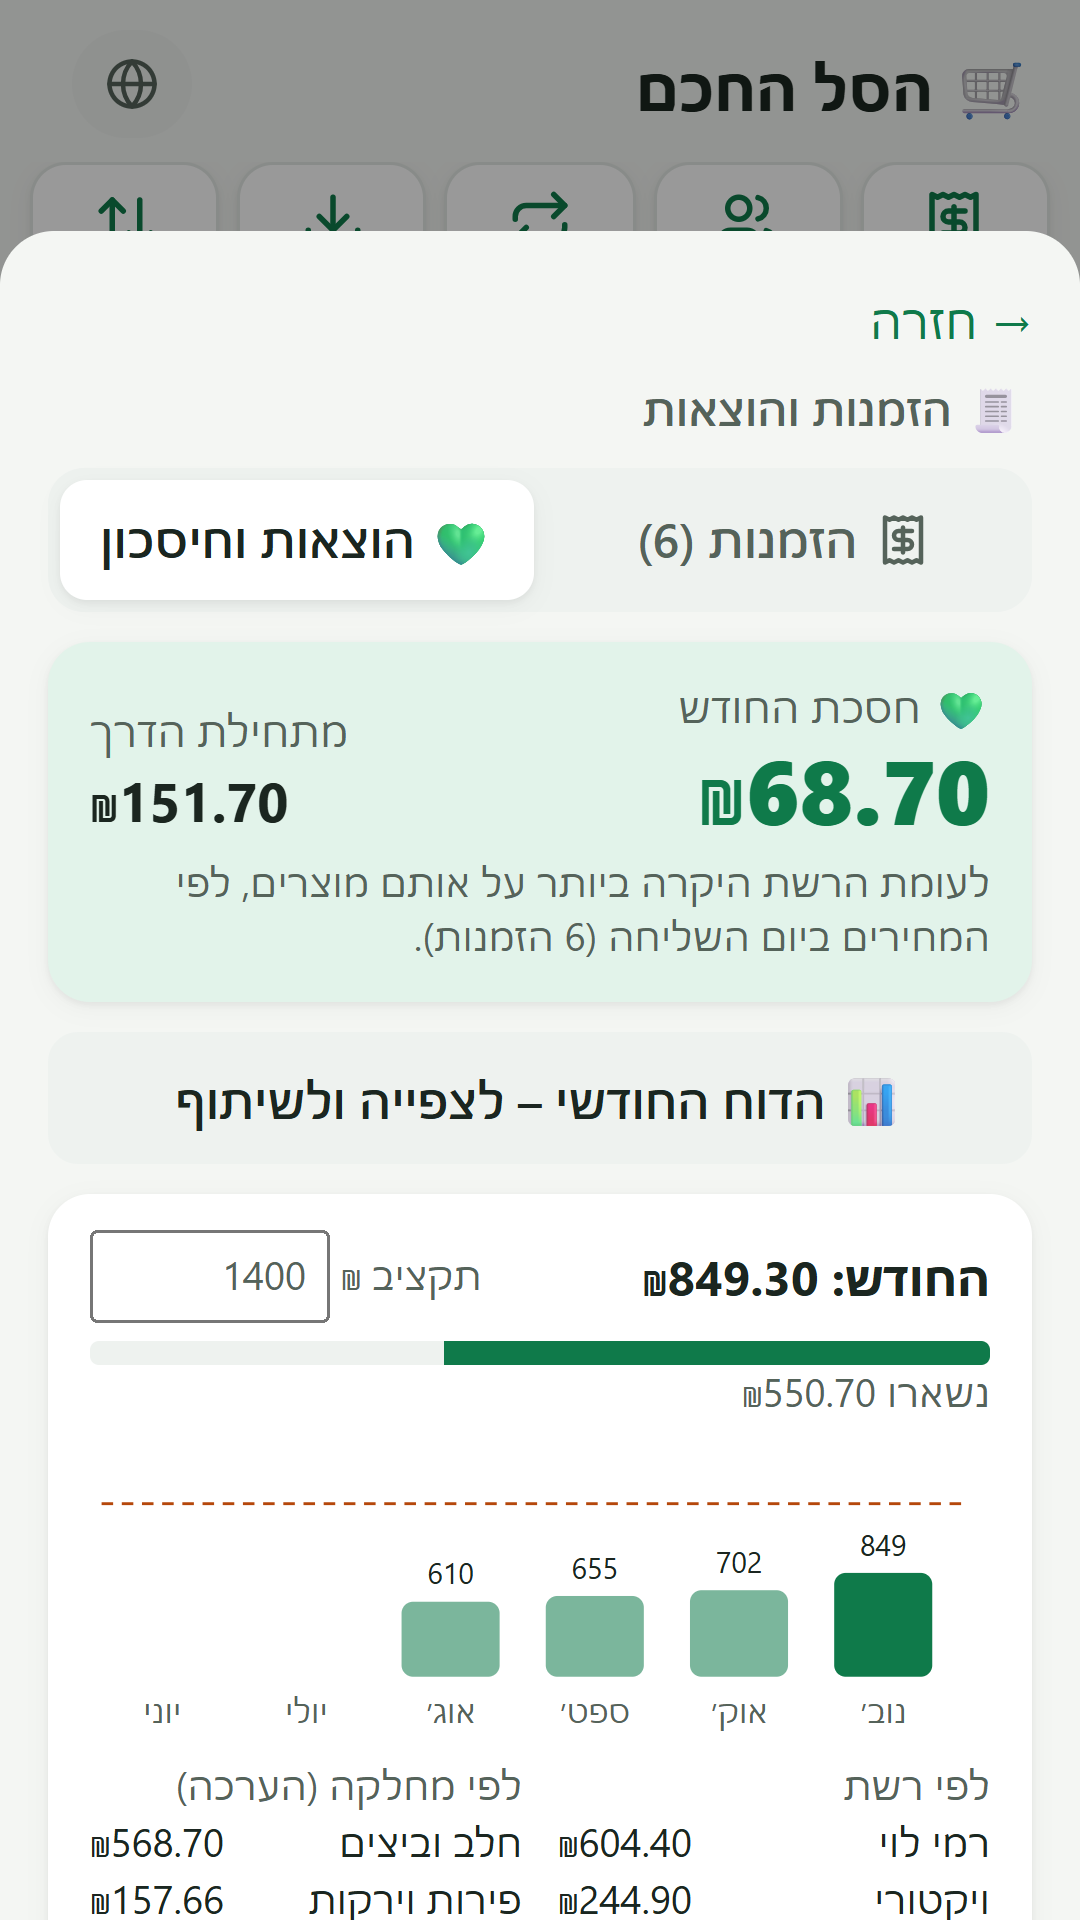 הסל החכם
→ חזרה
הזמנות והוצאות
הזמנות (6)
הוצאות וחיסכון
חסכת החודש
₪68.70
מתחילת הדרך
₪151.70
לעומת הרשת היקרה ביותר על אותם מוצרים, לפי
המחירים ביום השליחה (6 הזמנות).
הדוח החודשי – לצפייה ולשיתוף
החודש: ₪849.30
תקציב ₪
1400
נשארו ₪550.70
849
702
655
610
נוב׳
אוק׳
ספט׳
אוג׳
יולי
יוני
לפי רשת
רמי לוי ₪604.40
ויקטורי ₪244.90
לפי מחלקה (הערכה)
חלב וביצים ₪568.70
פירות וירקות ₪157.66